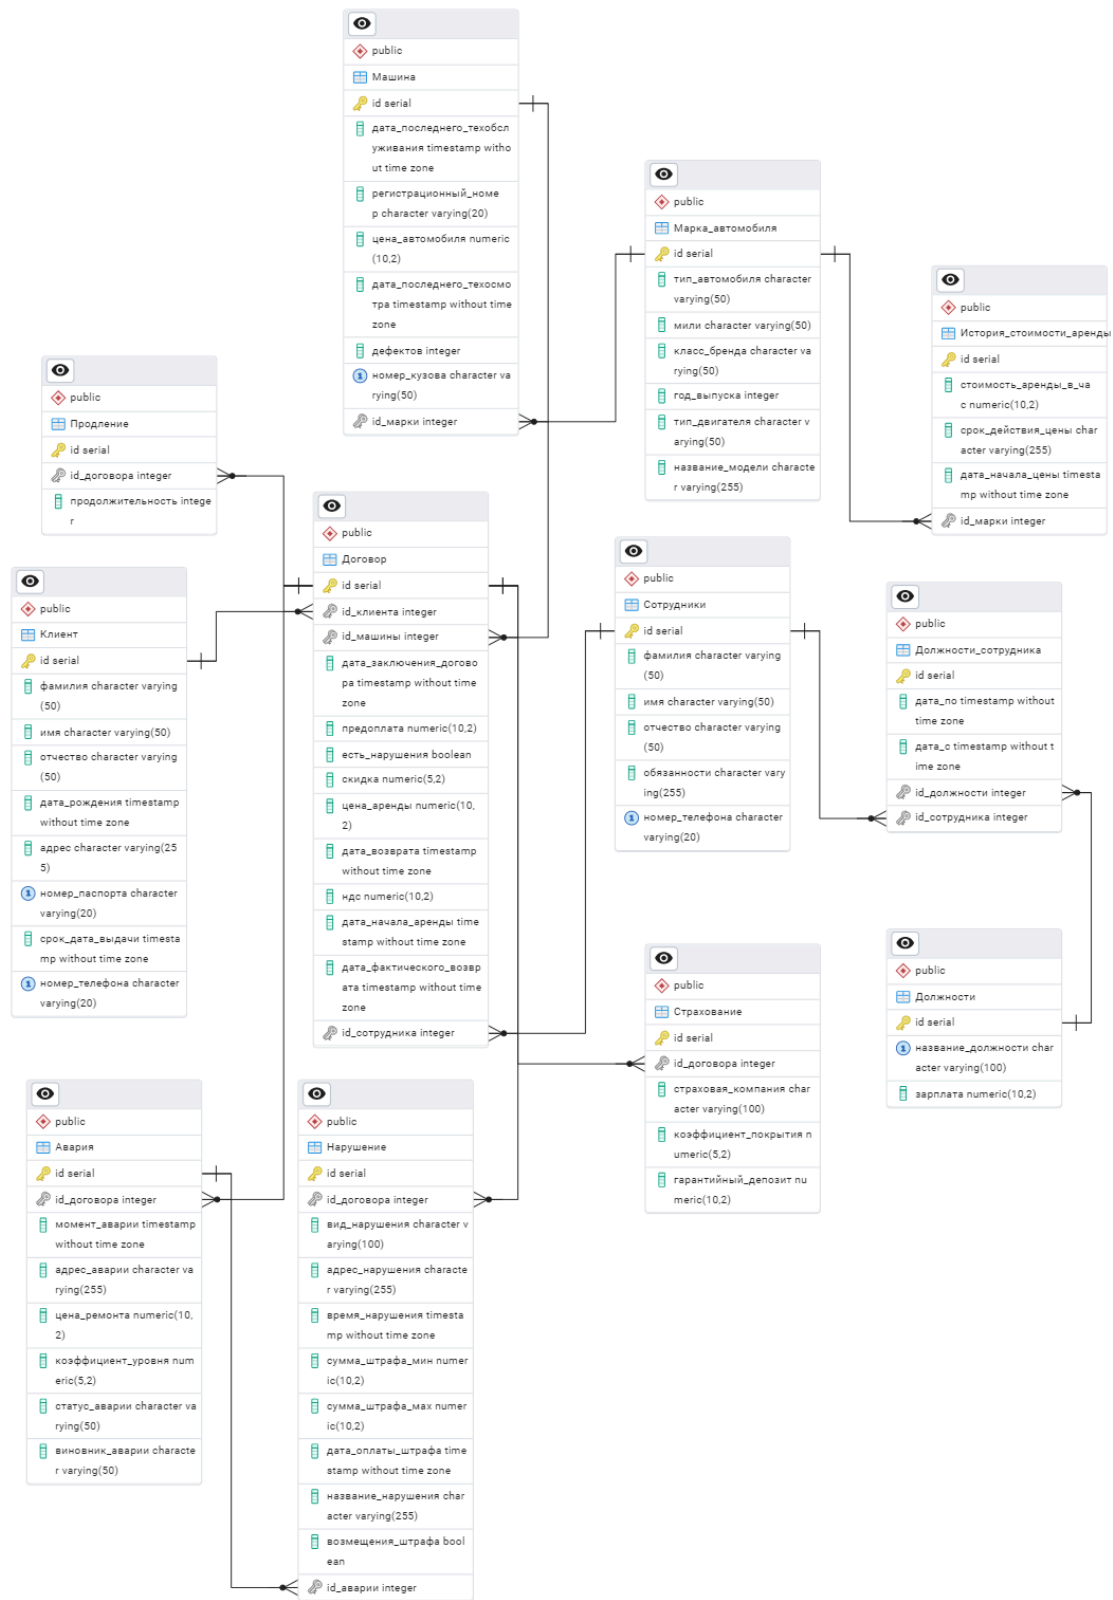 public
Машина
id serial
дата_последнего_техобсл
уживания timestamp witho
ut time zone
регистрационный_номе
р character varying(20)
цена_автомобиля numeric
(10,2)
дата_последнего_техосмо
тра timestamp without time
zone
дефектов integer
номер_кузова character va
rying(50)
id_марки integer
public
Марка_автомобиля
id serial
тип_автомобиля character
varying(50)
мили character varying(50)
класс_бренда character va
rying(50)
год_выпуска integer
тип_двигателя character v
arying(50)
название_модели characte
r varying(255)
public
История_стоимости_аренды
id serial
стоимость_аренды_в_ча
с numeric(10,2)
срок_действия_цены char
acter varying(255)
дата_начала_цены timesta
mp without time zone
id_марки integer
public
Продление
id serial
id_договора integer
продолжительность intege
r
public
Договор
id serial
id_клиента integer
id_машины integer
дата_заключения_догово
ра timestamp without time
zone
предоплата numeric(10,2)
есть_нарушения boolean
скидка numeric(5,2)
цена_аренды numeric(10,
2)
дата_возврата timestamp
without time zone
ндс numeric(10,2)
дата_начала_аренды time
stamp without time zone
дата_фактического_возвр
ата timestamp without time
zone
id_сотрудника integer
public
Клиент
id serial
фамилия character varying
(50)
имя character varying(50)
отчество character varying
(50)
дата_рождения timestamp
without time zone
адрес character varying(25
5)
номер_паспорта character
varying(20)
срок_дата_выдачи timesta
mp without time zone
номер_телефона character
varying(20)
public
Сотрудники
id serial
фамилия character varying
(50)
имя character varying(50)
отчество character varying
(50)
обязанности character vary
ing(255)
номер_телефона character
varying(20)
public
Должности_сотрудника
id serial
дата_по timestamp without
time zone
дата_с timestamp without t
ime zone
id_должности integer
id_сотрудника integer
public
Должности
id serial
название_должности char
acter varying(100)
зарплата numeric(10,2)
public
Страхование
id serial
id_договора integer
страховая_компания char
acter varying(100)
коэффициент_покрытия n
umeric(5,2)
гарантийный_депозит nu
meric(10,2)
public
Авария
id serial
id_договора integer
момент_аварии timestamp
without time zone
адрес_аварии character va
rying(255)
цена_ремонта numeric(10,
2)
коэффициент_уровня num
eric(5,2)
статус_аварии character va
rying(50)
виновник_аварии characte
r varying(50)
public
Нарушение
id serial
id_договора integer
вид_нарушения character v
arying(100)
адрес_нарушения characte
r varying(255)
время_нарушения timesta
mp without time zone
сумма_штрафа_мин numer
ic(10,2)
сумма_штрафа_мах numer
ic(10,2)
дата_оплаты_штрафа time
stamp without time zone
название_нарушения char
acter varying(255)
возмещения_штрафа bool
ean
id_аварии integer